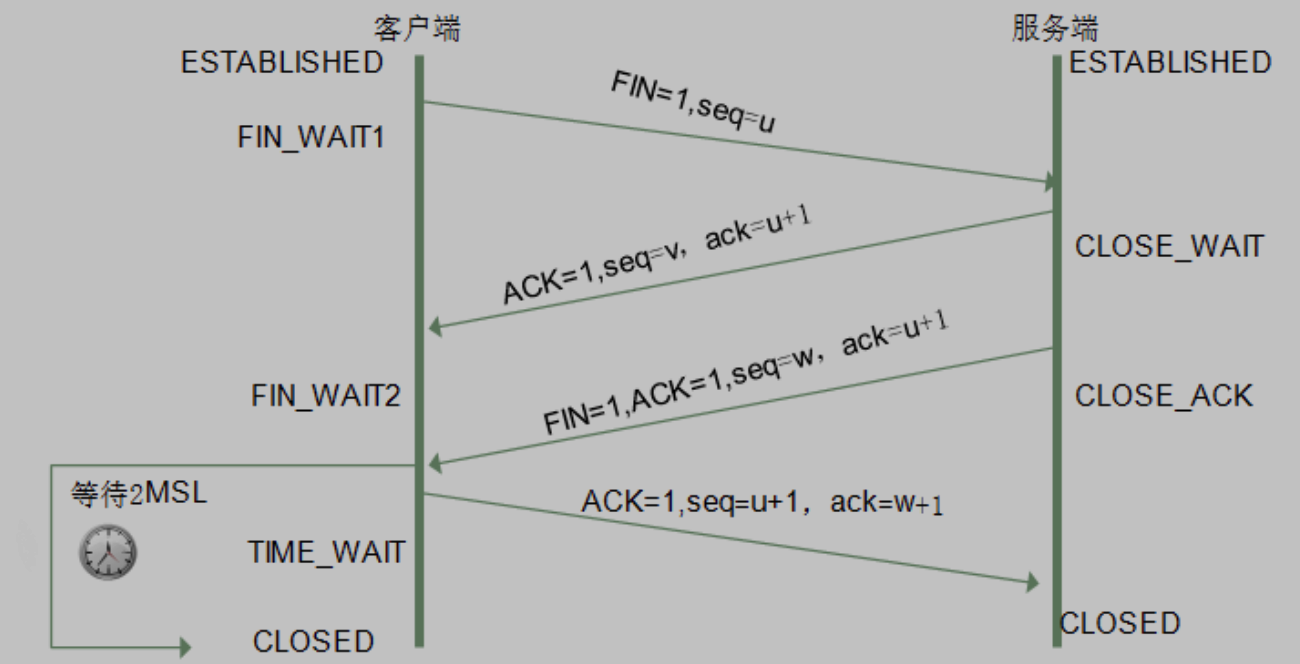 客户端
服务端
ESTABLISHED
ESTABLISHED
FIN=1,seq=u
FIN_WAIT1
ACK=1,seq=v，ack=u+1
CLOSE_WAIT
FIN=1,ACK=1,seq=w，ack=u+1
FIN_WAIT2
CLOSE_ACK
等待2MSL
ACK=1,seq=u+1，ack=w+1
TIME_WAIT
CLOSED
CLOSED